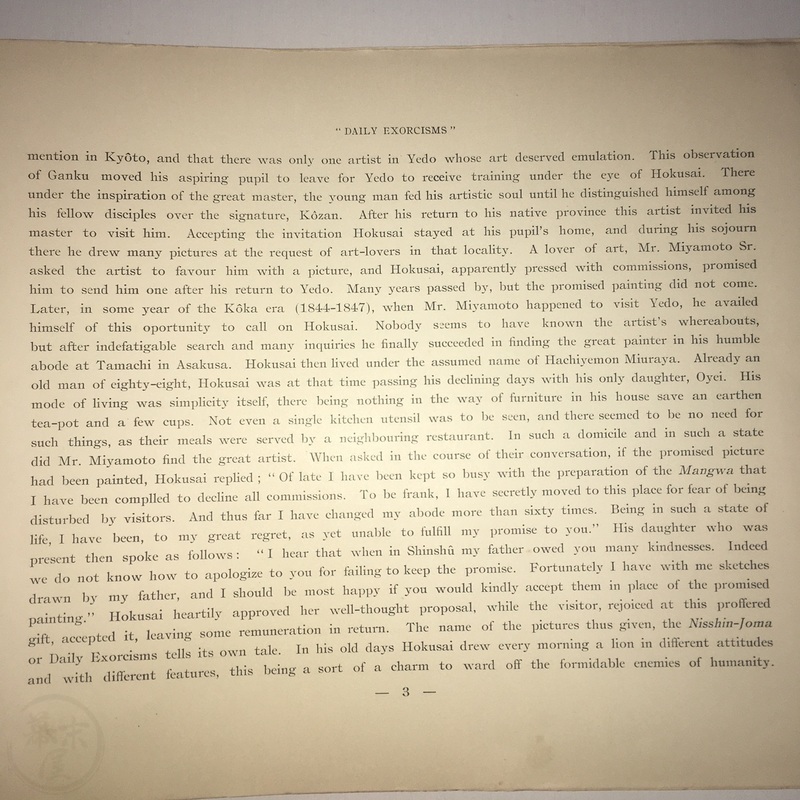 “ DAILY EXORCISMS ”
mention in Kyôto, and that there was only one artist in Yedo whose art deserved emulation. This observation
of Ganku moved his aspiring pupil to leave for Yedo to receive training under the eye of Hokusai. There
under the inspiration of the great master, the young man fed his artistic soul until he distinguished himself among
his fellow disciples over the signature, Kôzan. After his return to his native province this artist invited his
master to visit him. Accepting the invitation Hokusai stayed at his pupil’s home, and during his sojourn
there he drew many pictures at the request of art-lovers in that locality. A lover of art, Mr. Miyamoto Sr.
asked the artist to favour him with a picture, and Hokusai, apparently pressed with commissions, promised
him to send him one after his return to Yedo. Many years passed by, but the promised painting did not come.
Later, in some year of the Kôka era (1844-1847), when Mr. Miyamoto happened to visit Yedo, he availed
himself of this oportunity to call on Hokusai. Nobody seems to have known the artist’s whereabouts,
but after indefatigable search and many inquiries he finally succeeded in finding the great painter in his humble
abode at Tamachi in Asakusa. Hokusai then lived under the assumed name of Hachiyemon Miuraya. Already an
old man of eighty-eight, Hokusai was at that time passing his declining days with his only daughter, Oyei. His
mode of living was simplicity itself, there being nothing in the way of furniture in his house save an earthen
tea-pot and a few cups. Not even a single kitchen utensil was to be seen, and there seemed to be no need for
such things, as their meals were served by a neighbouring restaurant. In such a domicile and in such a state
did Mr. Miyamoto find the great artist. When asked in the course of their conversation, if the promised picture
had been painted, Hokusai replied ; “ Of late I have been kept so busy with the preparation of the Mangwa that
I have been complled to decline all commissions. To be frank, I have secretly moved to this place for fear of being
disturbed by visitors. And thus far I have changed my abode more than sixty times. Being in such a state of
life, I have been, to my great regret, as yet unable to fulfill my promise to you.” His daughter who was
present then spoke as follows : “ I hear that when in Shinshû my father owed you many kindnesses. Indeed
we do not know how to apologize to you for failing to keep the promise. Fortunately I have with me sketches
drawn by my father, and I should be most happy if you would kindly accept them in place of the promised
painting.” Hokusai heartily approved her well-thought proposal, while the visitor, rejoiced at this proffered
gift, accepted it, leaving some remuneration in return. The name of the pictures thus given, the Nisshin-Joma
or Daily Exorcisms tells its own tale. In his old days Hokusai drew every morning a lion in different attitudes
and with different features, this being a sort of a charm to ward off the formidable enemies of humanity.
— 3 —
幕末屋